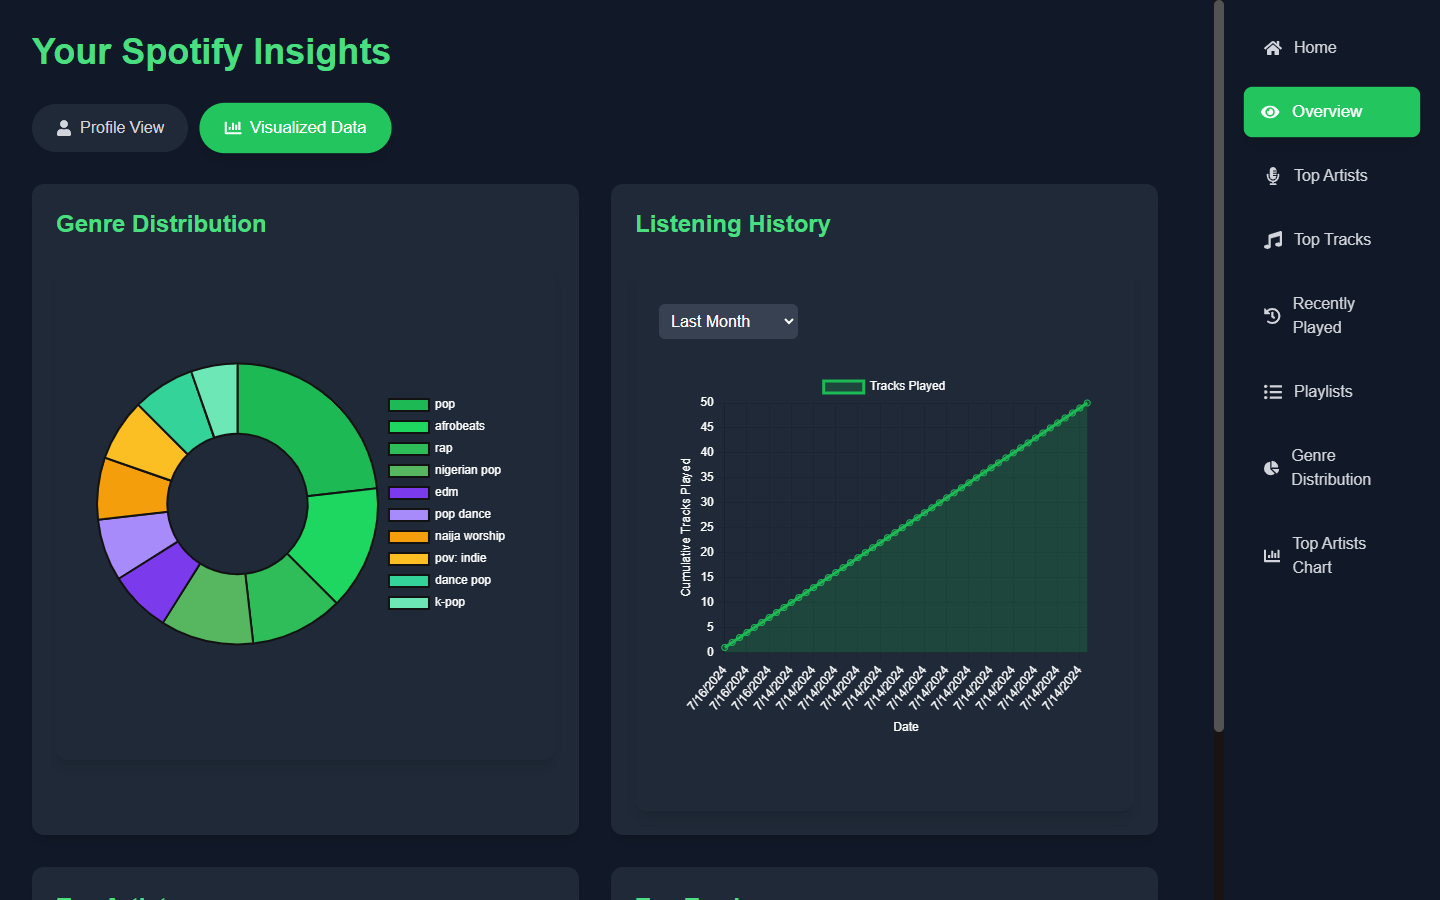 Your Spotify Insights
Profile View
Visualized Data
Genre Distribution
pop
afrobeats
rap
nigerian pop
edm
pop dance
naija worship
pov: indie
dance pop
k-pop
Listening History
Last Month
Tracks Played
Cumulative Tracks Played
50
45
40
35
30
25
20
15
10
5
0
7/16/2024
7/16/2024
7/16/2024
7/14/2024
7/14/2024
7/14/2024
7/14/2024
7/14/2024
7/14/2024
7/14/2024
7/14/2024
7/14/2024
7/14/2024
7/14/2024
7/14/2024
7/14/2024
7/14/2024
Date
Home
Overview
Top Artists
Top Tracks
Recently
Played
Playlists
Genre
Distribution
Top Artists
Chart